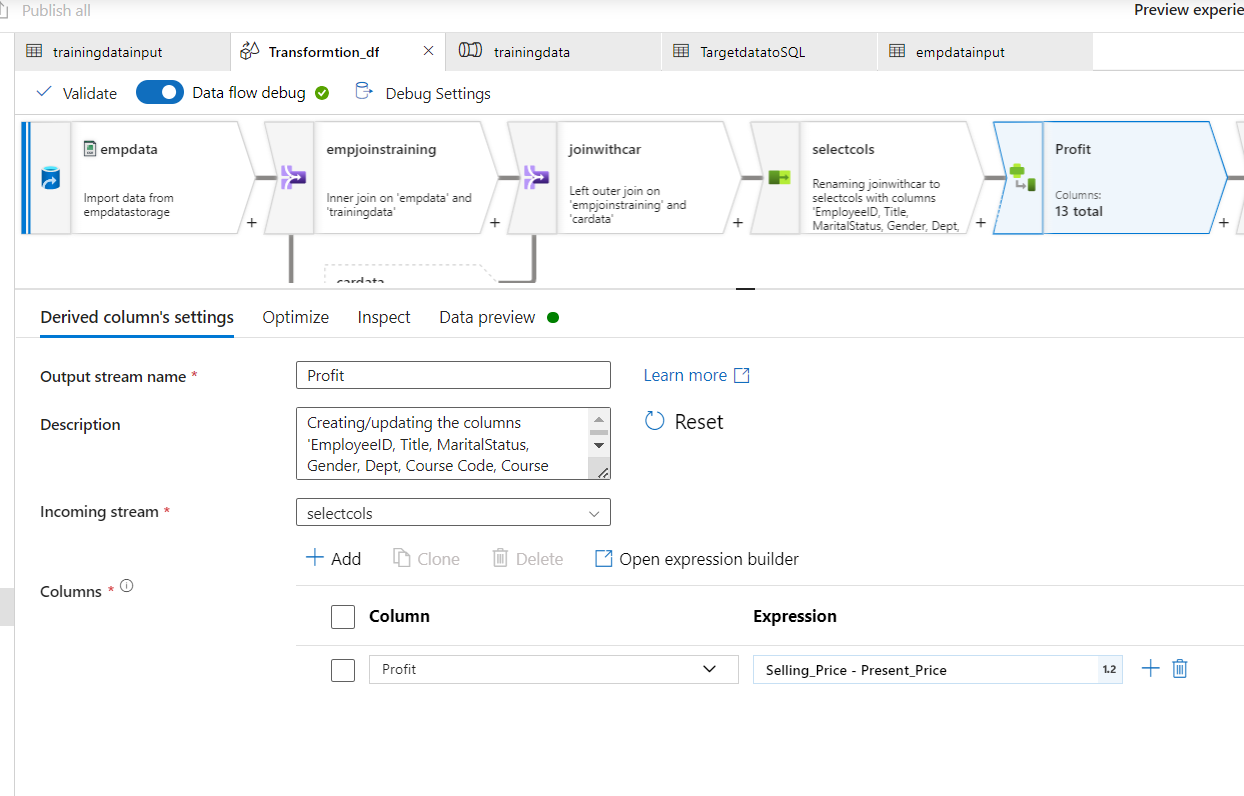 Publish all
Preview experie
trainingdatainput
Transformtion_df
trainingdata
TargetdatatoSQL
empdatainput
Validate
Data flow debug
Debug Settings
empdata
Import data from
empdatastorage
+
empjoinstraining
Inner join on 'empdata' and
'trainingdata'
+
joinwithcar
Left outer join on
'empjoinstraining' and
'cardata'
+
selectcols
Renaming joinwithcar to
selectcols with columns
'EmployeeID, Title,
MaritalStatus, Gender, Dept,
+
Profit
Columns:
13 total
+
cardata
Derived column's settings
Optimize
Inspect
Data preview
Output stream name *
Profit
Learn more
Description
Creating/updating the columns
'EmployeeID, Title, MaritalStatus,
Gender, Dept, Course Code, Course
Reset
Incoming stream *
selectcols
Add
Clone
Delete
Open expression builder
Columns *
Column
Expression
Profit
Selling_Price - Present_Price
1.2